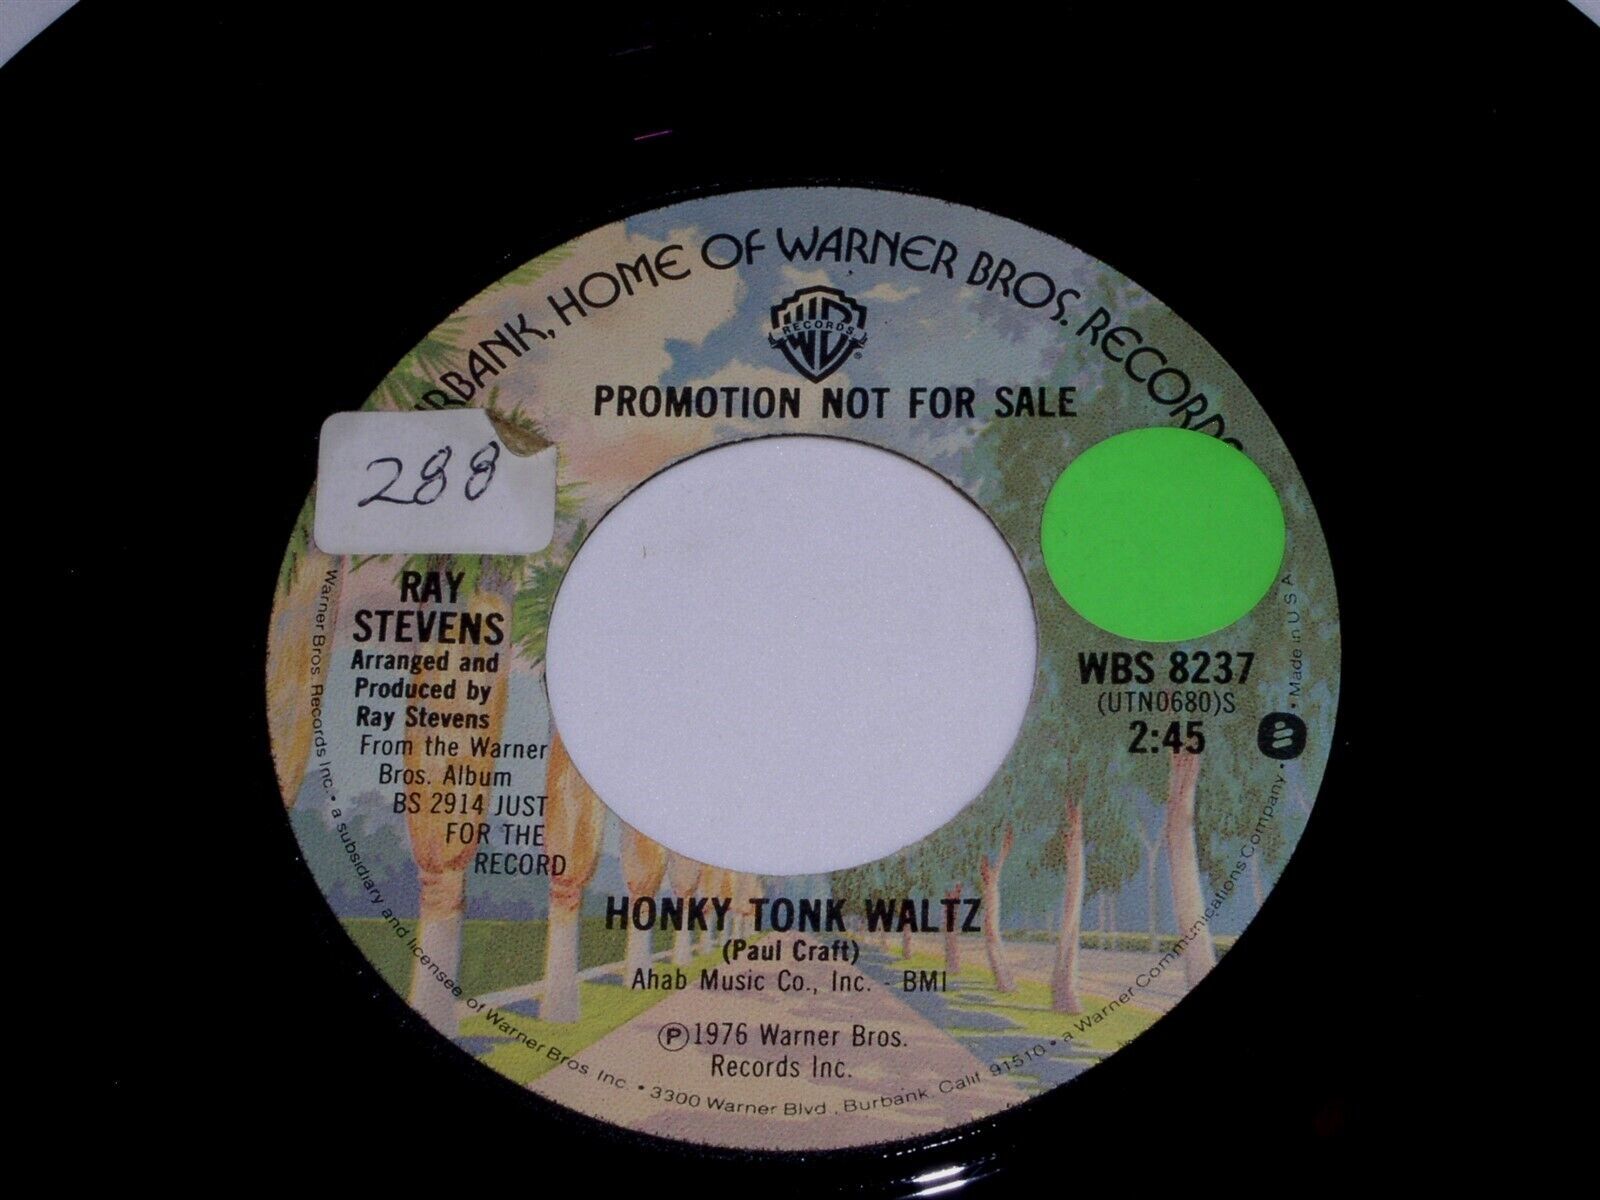 BANK, HOME OF WARNER BROS. RECORDS
RECORDS
PROMOTION NOT FOR SALE
288
RAY
STEVENS
Arranged and
Produced by
Ray Stevens
From the Warner
Bros. Album
BS 2914 JUST
FOR THE
RECORD
WBS 8237
(UTN0680)S
2:45
HONKY TONK WALTZ
(Paul Craft)
Ahab Music Co., Inc. - BMI
Ⓟ1976 Warner Bros.
Records Inc.
Warner Bros. Records Inc. • a subsidiary and licensee of Warner Bros. Inc. • 3300 Warner Blvd., Burbank, Calif. 91510 • a Warner Communications Company • Made in U S A